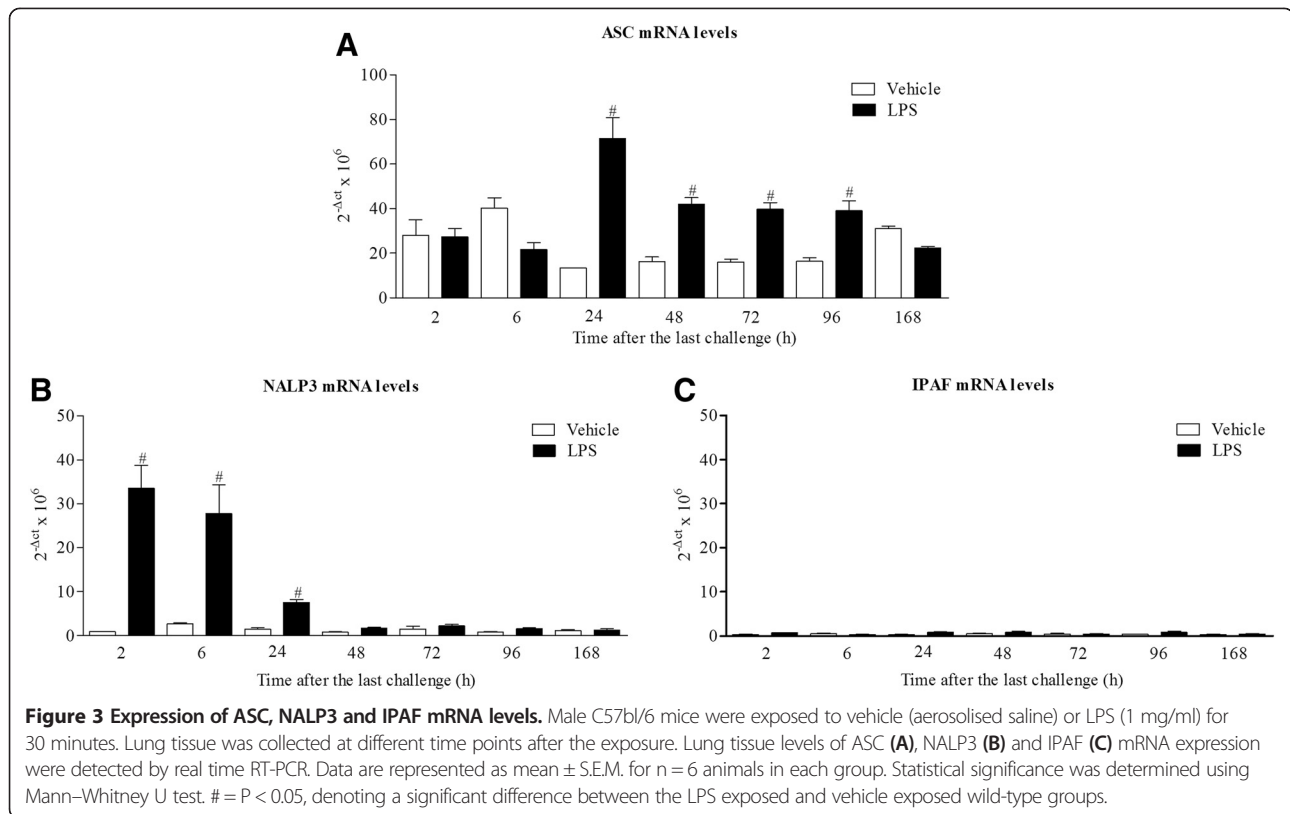 A
ASC mRNA levels
Vehicle
LPS
2^-Δct x 10^6
100
80
60
40
20
0
#
#
#
#
2 6 24 48 72 96 168
Time after the last challenge (h)
B
NALP3 mRNA levels
Vehicle
LPS
2^-Δct x 10^6
50
40
30
20
10
0
#
#
#
2 6 24 48 72 96 168
Time after the last challenge (h)
C
IPAF mRNA levels
Vehicle
LPS
2^-Δct x 10^6
50
40
30
20
10
0
2 6 24 48 72 96 168
Time after the last challenge (h)
Figure 3 Expression of ASC, NALP3 and IPAF mRNA levels. Male C57bl/6 mice were exposed to vehicle (aerosolised saline) or LPS (1 mg/ml) for
30 minutes. Lung tissue was collected at different time points after the exposure. Lung tissue levels of ASC (A), NALP3 (B) and IPAF (C) mRNA expression
were detected by real time RT-PCR. Data are represented as mean ± S.E.M. for n = 6 animals in each group. Statistical significance was determined using
Mann–Whitney U test. # = P < 0.05, denoting a significant difference between the LPS exposed and vehicle exposed wild-type groups.